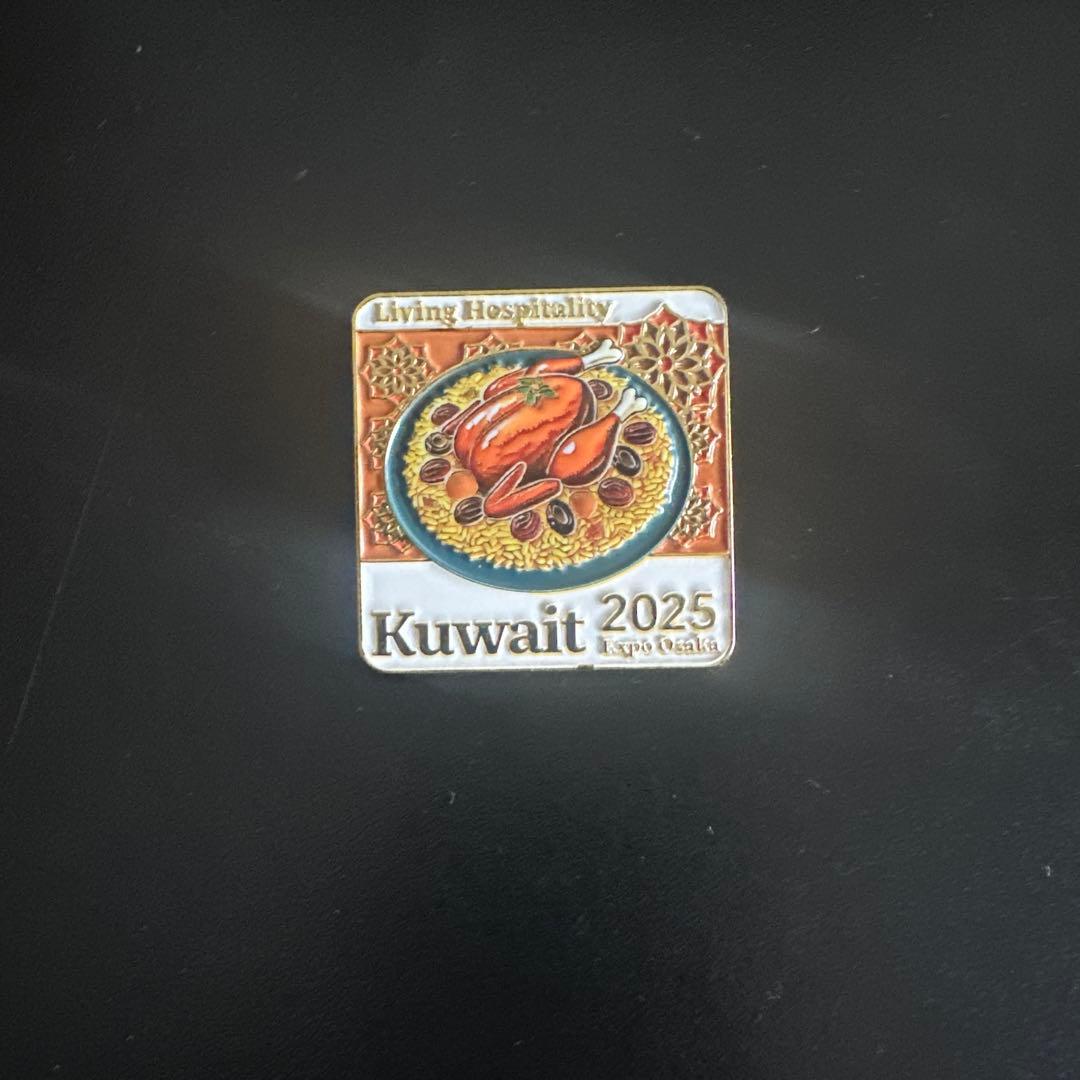 Living Hospitality
Kuwait 2025
Expo Osaka